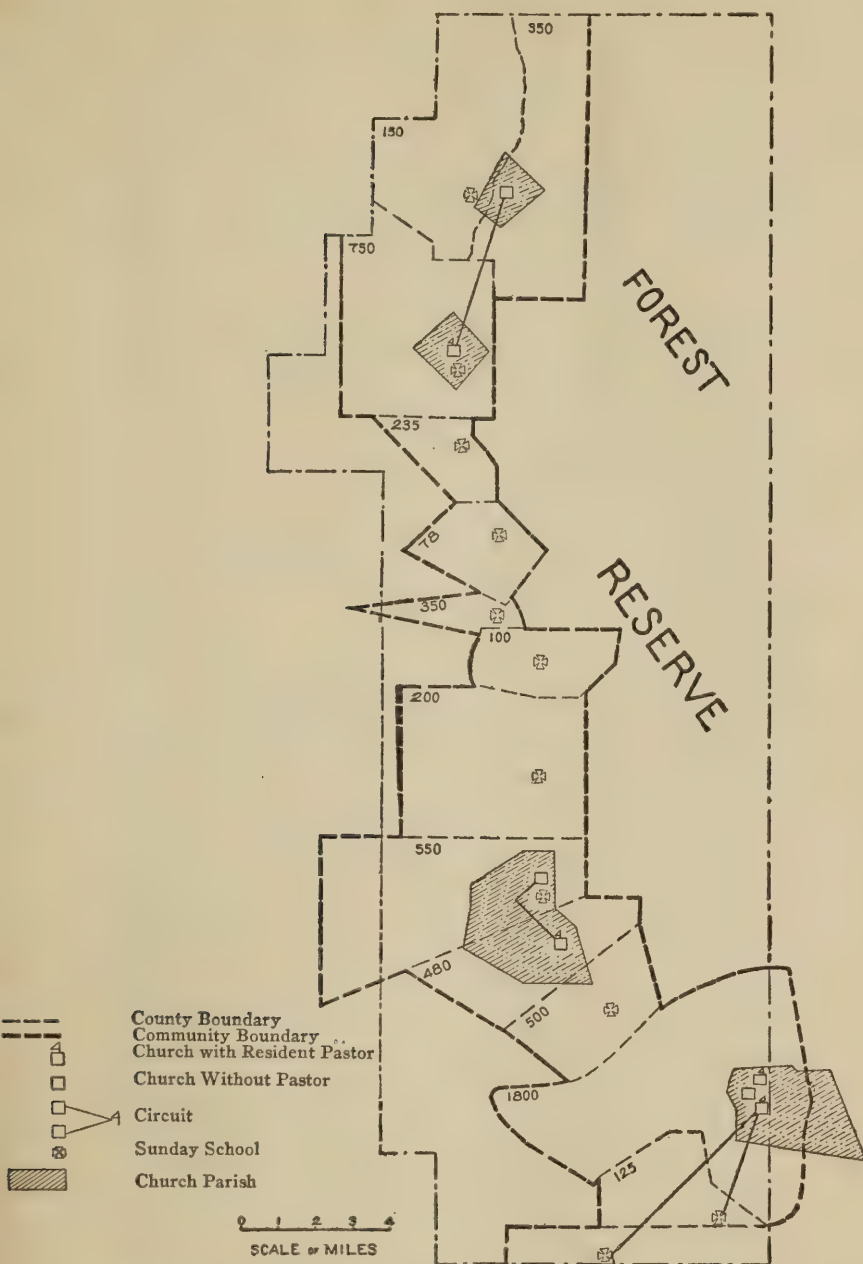 350
150
750
FOREST
235
78
RESERVE
350
100
200
550
480
500
County Boundary
Community Boundary
Church with Resident Pastor
1800
Church Without Pastor
Circuit
Sunday School
125
Church Parish
0 1 2 3 4
SCALE OF MILES